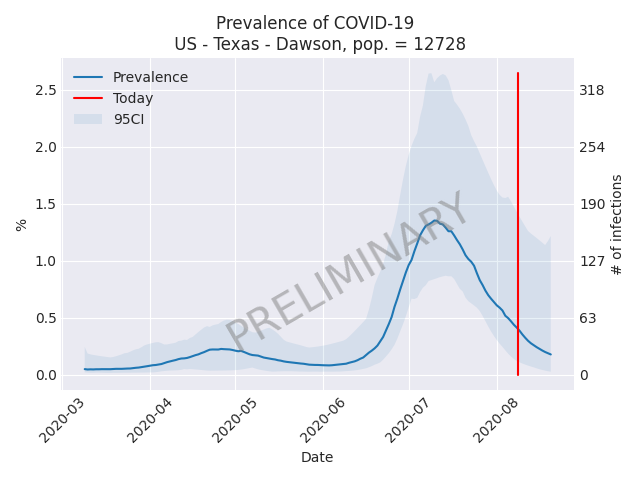 Prevalence of COVID-19
US - Texas - Dawson, pop. = 12728
Prevalence
Today
95CI
PRELIMINARY
%
2.5
2.0
1.5
1.0
0.5
0.0
318
254
190
127
63
0
# of infections
2020-03
2020-04
2020-05
2020-06
2020-07
2020-08
Date